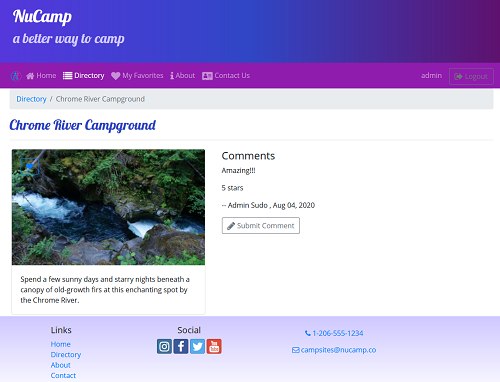 NuCamp
a better way to camp
Home Directory My Favorites About Contact Us admin Logout
Directory / Chrome River Campground
Chrome River Campground
Comments
Amazing!!!
5 stars
-- Admin Sudo , Aug 04, 2020
Submit Comment
Spend a few sunny days and starry nights beneath a
canopy of old-growth firs at this enchanting spot by
the Chrome River.
Links
Home
Directory
About
Contact
Social
1-206-555-1234
campsites@nucamp.co